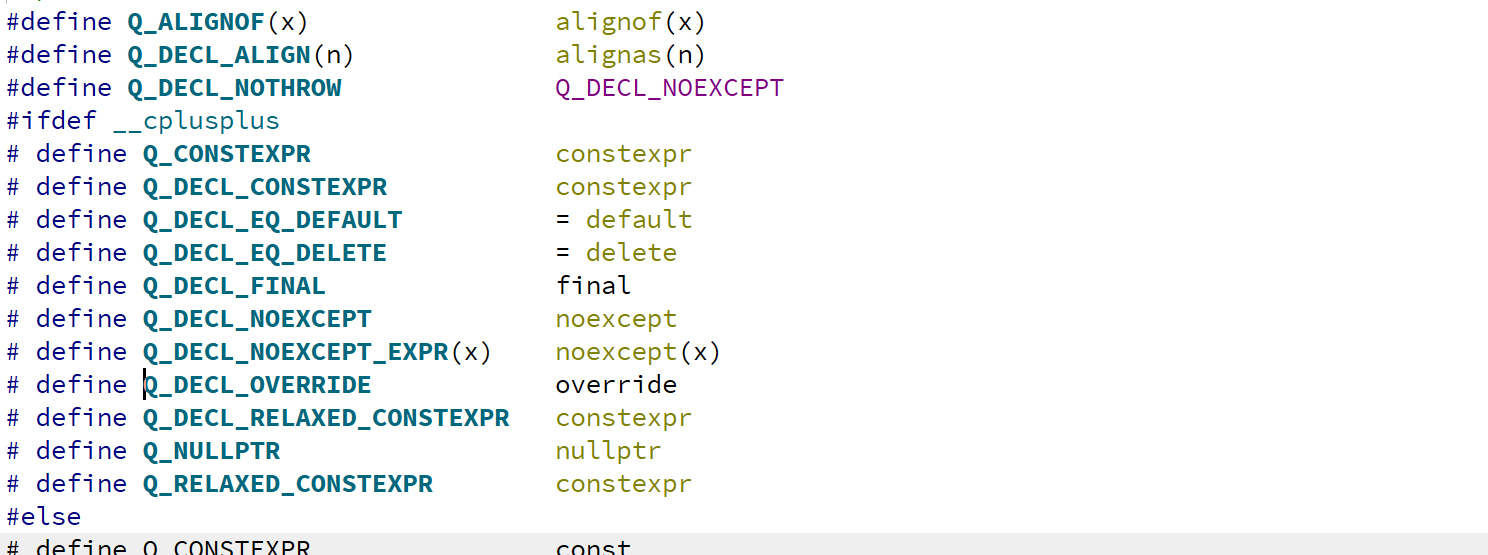 #define Q_ALIGNOF(x) alignof(x)
#define Q_DECL_ALIGN(n) alignas(n)
#define Q_DECL_NOTHROW Q_DECL_NOEXCEPT
#ifdef __cplusplus
# define Q_CONSTEXPR constexpr
# define Q_DECL_CONSTEXPR constexpr
# define Q_DECL_EQ_DEFAULT = default
# define Q_DECL_EQ_DELETE = delete
# define Q_DECL_FINAL final
# define Q_DECL_NOEXCEPT noexcept
# define Q_DECL_NOEXCEPT_EXPR(x) noexcept(x)
# define Q_DECL_OVERRIDE override
# define Q_DECL_RELAXED_CONSTEXPR constexpr
# define Q_NULLPTR nullptr
# define Q_RELAXED_CONSTEXPR constexpr
#else
# define Q_CONSTEXPR const